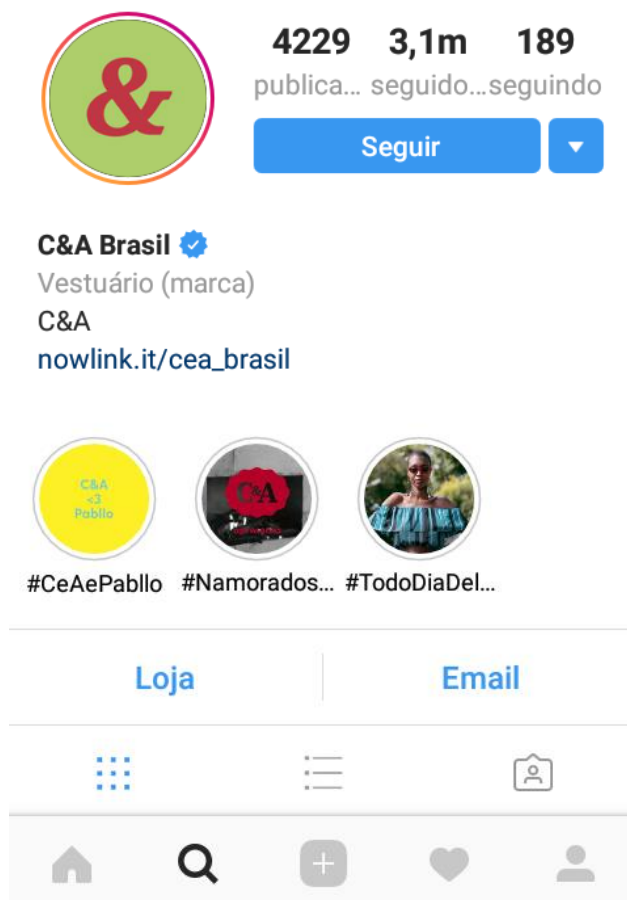 &
4229 3,1m 189
publica... seguido... seguindo
Seguir
C&A Brasil
Vestuário (marca)
C&A
nowlink.it/cea_brasil
C&A
<3
Pabllo
C&A
#CeAePabllo #Namorados... #TodoDiaDel...
Loja Email